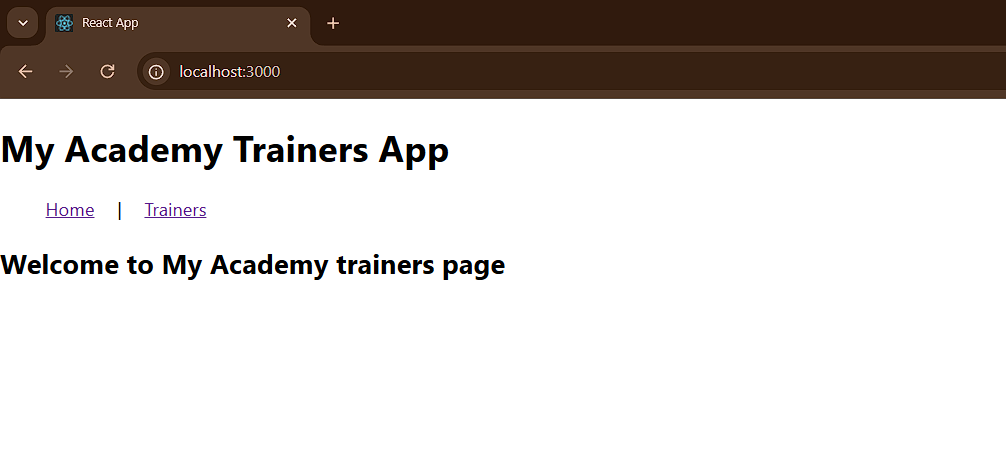 React App
localhost:3000
My Academy Trainers App
Home | Trainers
Welcome to My Academy trainers page